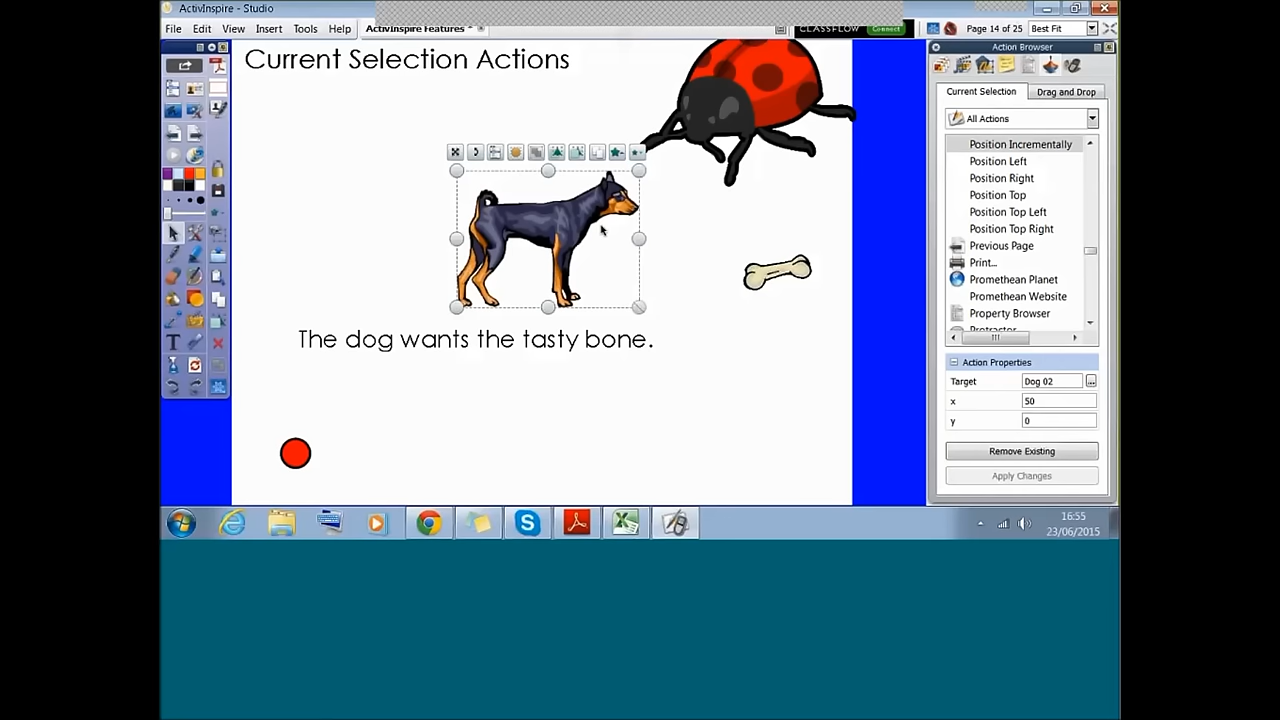 ActivInspire - Studio
File Edit View Insert Tools Help
ActivInspire Features *
CLASSFLOW Connect
Page 14 of 25
Best Fit
Current Selection Actions
The dog wants the tasty bone.
Action Browser
Current Selection Drag and Drop
All Actions
Position Incrementally
Position Left
Position Right
Position Top
Position Top Left
Position Top Right
Previous Page
Print...
Promethean Planet
Promethean Website
Property Browser
Protractor
Action Properties
Target Dog 02 ...
x 50
y 0
Remove Existing
Apply Changes
16:55
23/06/2015